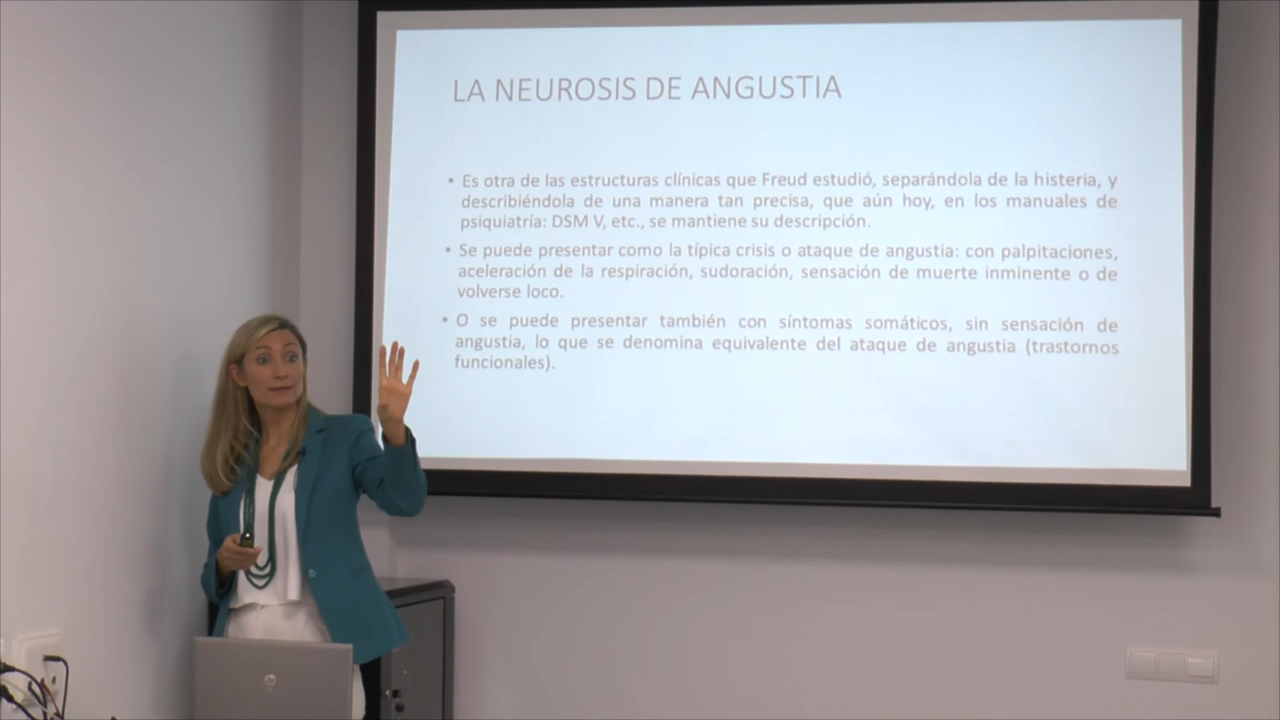 LA NEUROSIS DE ANGUSTIA
• Es otra de las estructuras clínicas que Freud estudió, separándola de la histeria, y
describiéndola de una manera tan precisa, que aún hoy, en los manuales de
psiquiatría: DSM V, etc., se mantiene su descripción.
• Se puede presentar como la típica crisis o ataque de angustia: con palpitaciones,
aceleración de la respiración, sudoración, sensación de muerte inminente o de
volverse loco.
• O se puede presentar también con síntomas somáticos, sin sensación de
angustia, lo que se denomina equivalente del ataque de angustia (trastornos
funcionales).
hp